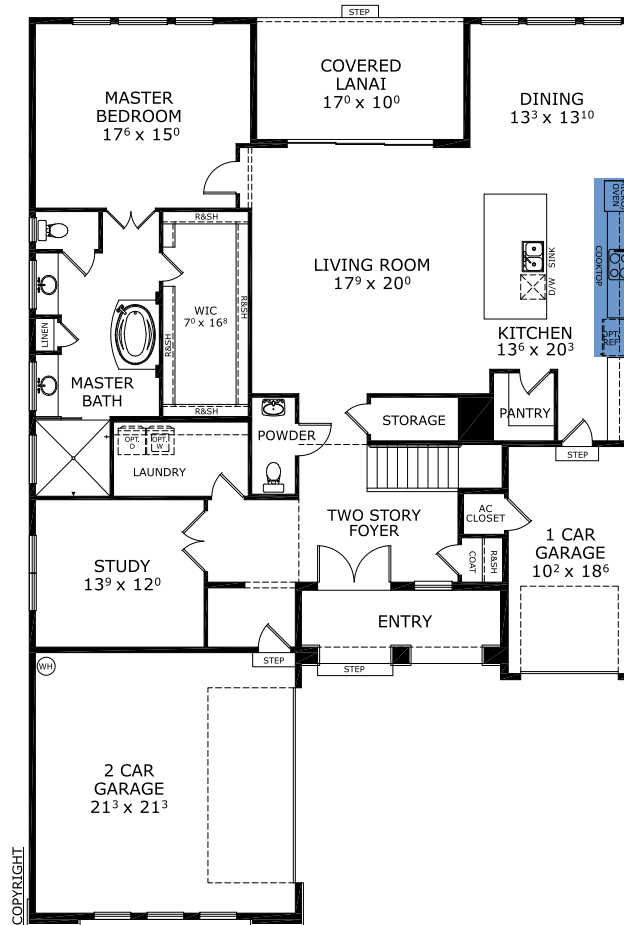 STEP
COVERED
LANAI
17⁰ x 10⁰
MASTER
BEDROOM
17⁶ x 15⁰
DINING
13³ x 13¹⁰
OVEN
COOKTOP
OPT.
REF
SINK
D/W
LIVING ROOM
17⁹ x 20⁰
KITCHEN
13⁶ x 20³
R&SH
WIC
7⁰ x 16⁸
R&SH
R&SH
R&SH
LINEN
MASTER
BATH
POWDER
STORAGE
PANTRY
STEP
OPT.
D
OPT.
W
LAUNDRY
TWO STORY
FOYER
AC
CLOSET
COAT
R&SH
1 CAR
GARAGE
10² x 18⁶
STUDY
13⁹ x 12⁰
ENTRY
STEP
STEP
WH
2 CAR
GARAGE
21³ x 21³
COPYRIGHT